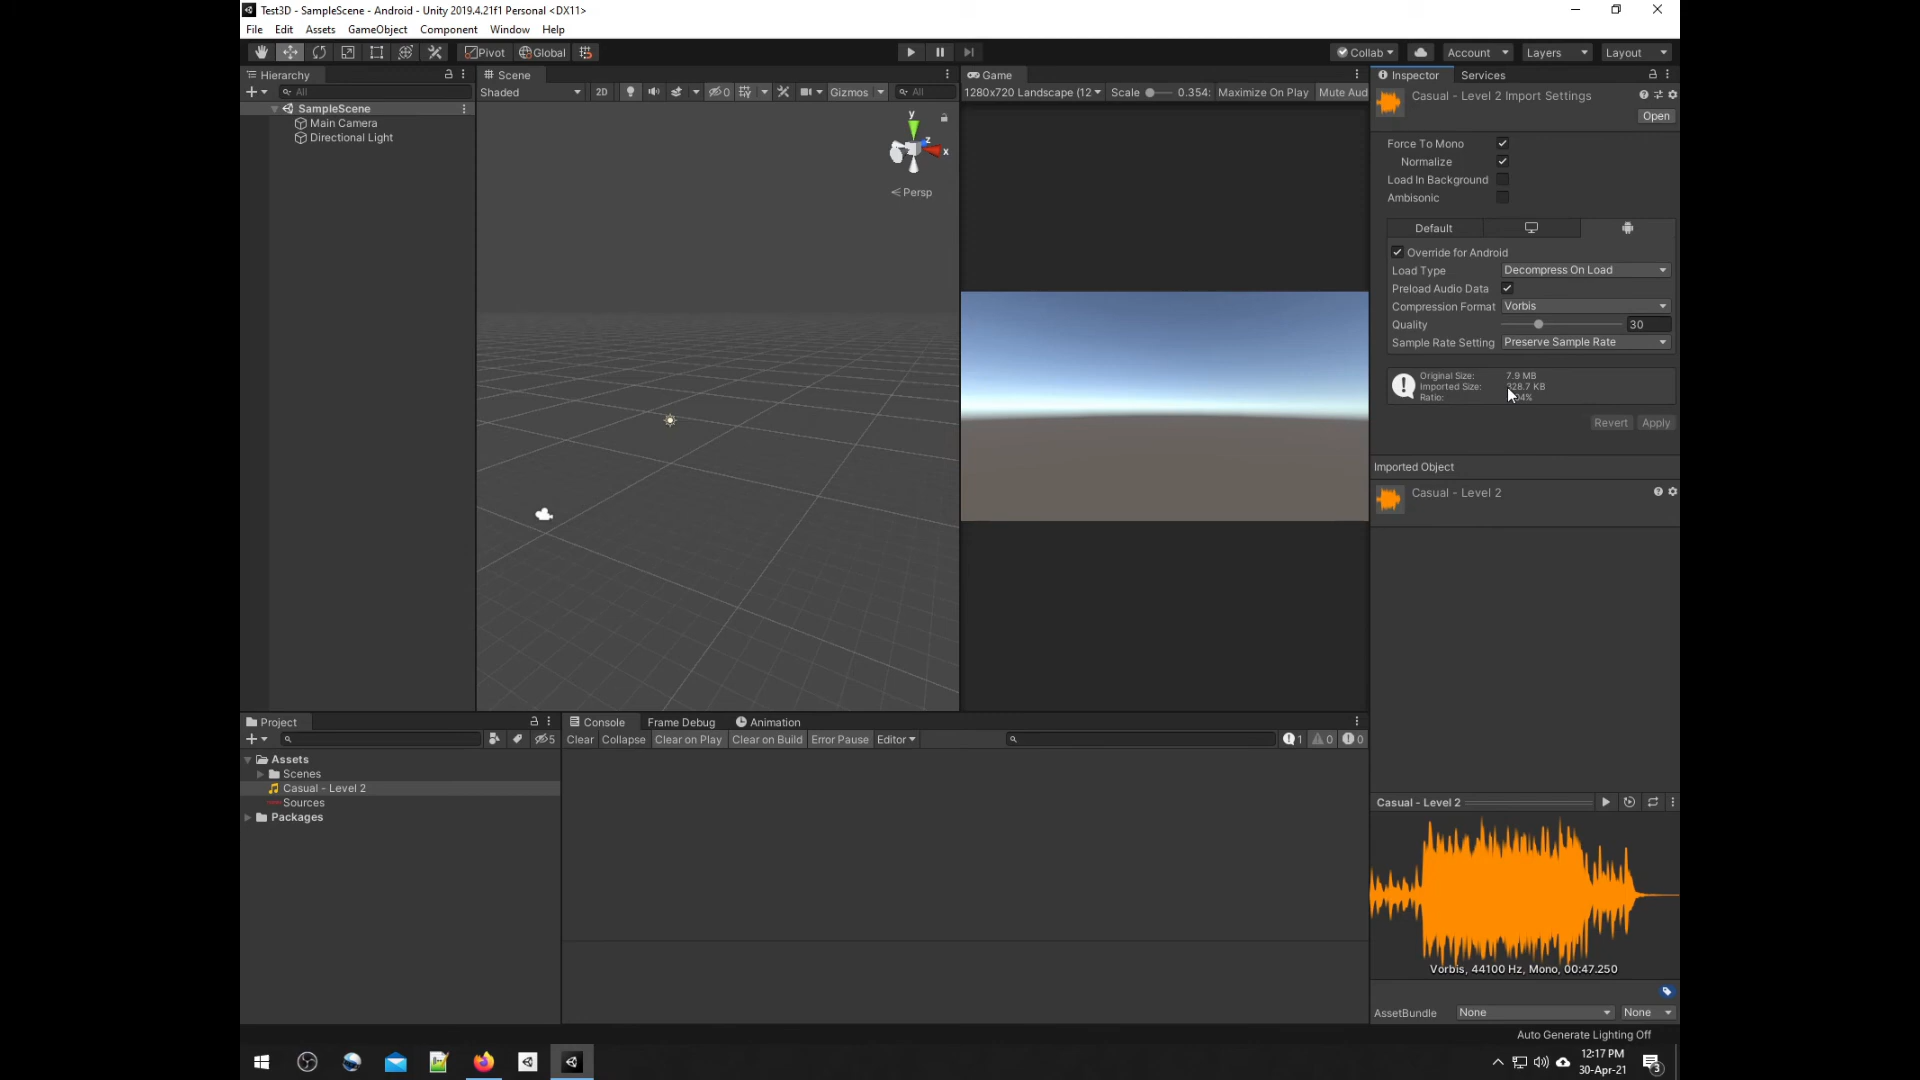 Test3D - SampleScene - Android - Unity 2019.4.21f1 Personal <DX11>
File Edit Assets GameObject Component Window Help
Pivot Global Collab Account Layers Layout
Hierarchy
All
SampleScene
Main Camera
Directional Light
Scene
Shaded 2D 0 Gizmos All
y
z
x
Persp
Game
1280x720 Landscape (12 Scale 0.354: Maximize On Play Mute Aud
Inspector Services
Casual - Level 2 Import Settings
Open
Force To Mono
Normalize
Load In Background
Ambisonic
Default
Override for Android
Load Type Decompress On Load
Preload Audio Data
Compression Format Vorbis
Quality 30
Sample Rate Setting Preserve Sample Rate
Original Size: 7.9 MB
Imported Size: 328.7 KB
Ratio:
Revert Apply
Imported Object
Casual - Level 2
Project
5
Assets
Scenes
Casual - Level 2
Sources
Packages
Console Frame Debug Animation
Clear Collapse Clear on Play Clear on Build Error Pause Editor 1 0 0
Casual - Level 2
Vorbis, 44100 Hz, Mono, 00:47.250
AssetBundle None None
Auto Generate Lighting Off
12:17 PM
30-Apr-21
3